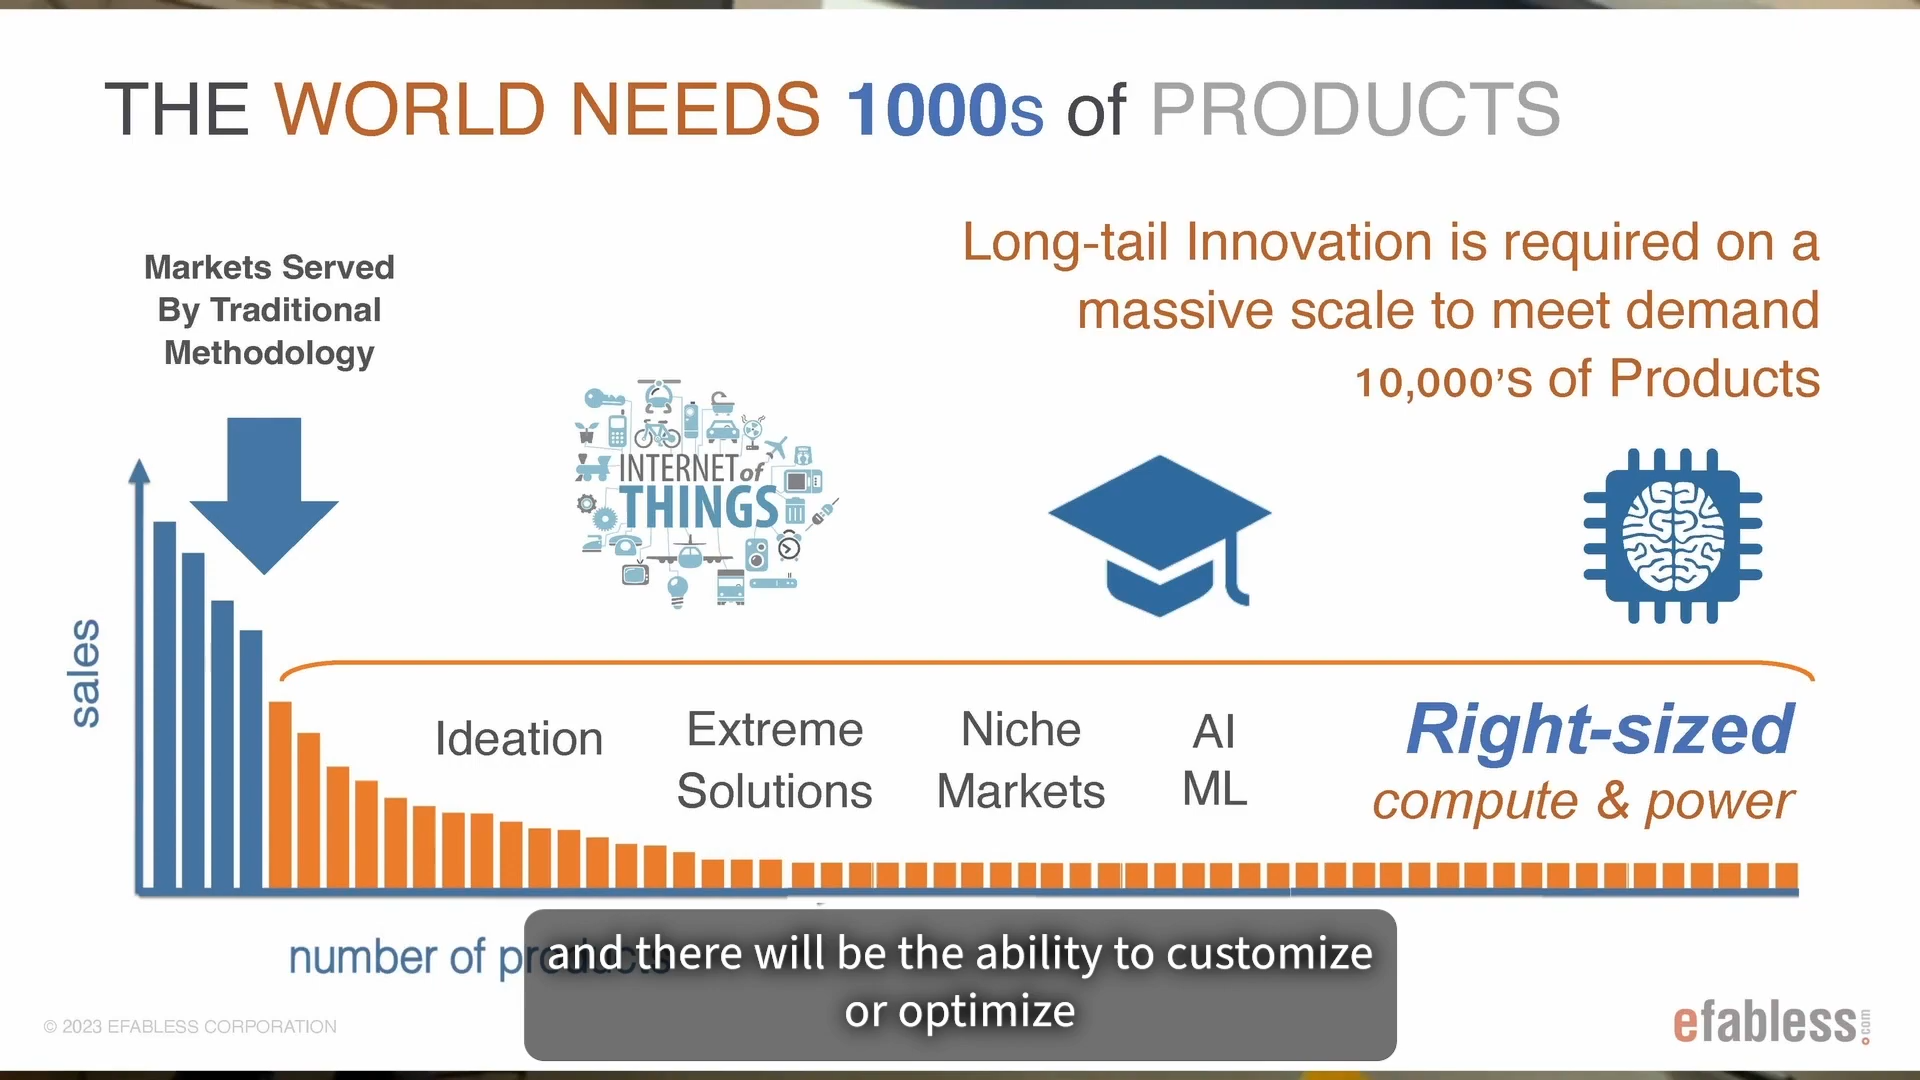 THE WORLD NEEDS 1000s of PRODUCTS
Long-tail Innovation is required on a
massive scale to meet demand
10,000's of Products
Markets Served
By Traditional
Methodology
INTERNET of
THINGS
sales
Ideation
Extreme
Solutions
Niche
Markets
AI
ML
Right-sized
compute & power
number of products
and there will be the ability to customize
or optimize
© 2023 EFABLESS CORPORATION
efabless.com